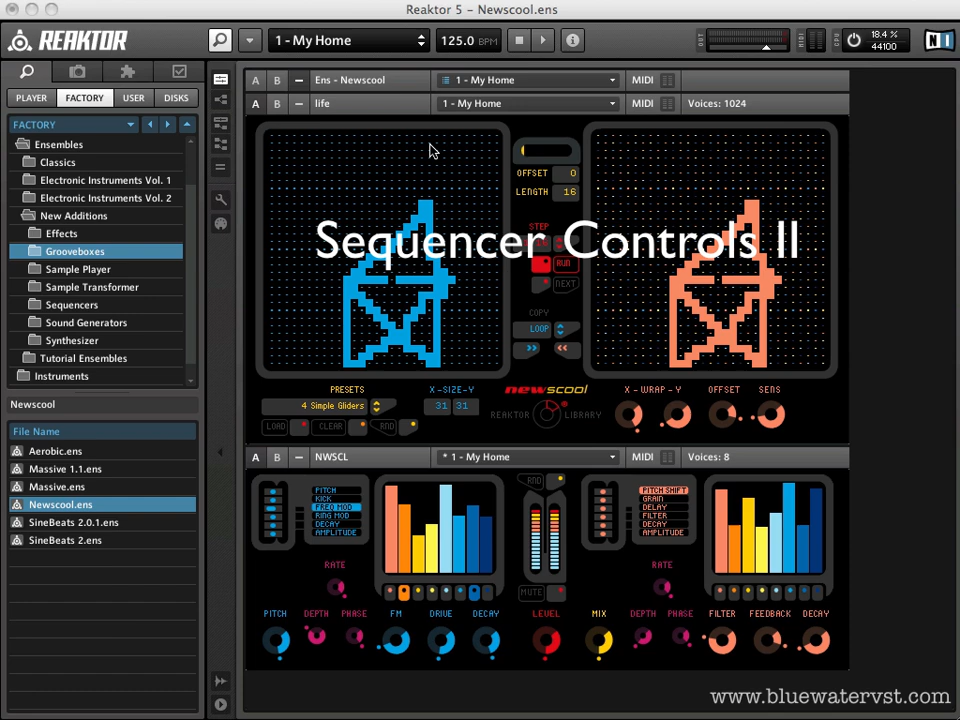 Reaktor 5 - Newscool.ens
REAKTOR
1 - My Home
125.0 BPM
OUT
MIDI
CPU
18.4 %
44100
NI
PLAYER
FACTORY
USER
DISKS
FACTORY
Ensembles
Classics
Electronic Instruments Vol. 1
Electronic Instruments Vol. 2
New Additions
Effects
Grooveboxes
Sample Player
Sample Transformer
Sequencers
Sound Generators
Synthesizer
Tutorial Ensembles
Instruments
Newscool
File Name
Aerobic.ens
Massive 1.1.ens
Massive.ens
Newscool.ens
SineBeats 2.0.1.ens
SineBeats 2.ens
A B Ens - Newscool 1 - My Home MIDI
A B life 1 - My Home MIDI Voices: 1024
OFFSET 0
LENGTH 16
STEP
RUN
NEXT
COPY
LOOP
>> <<
Sequencer Controls II
PRESETS
4 Simple Gliders
LOAD CLEAR RND
X-SIZE-Y
31 31
newscool
REAKTOR LIBRARY
X-WRAP-Y OFFSET SENS
A B NWSCL * 1 - My Home MIDI Voices: 8
PITCH
KICK
FREQ MOD
RING MOD
DECAY
AMPLITUDE
RND
MUTE
PITCH SHIFT
GRAIN
DELAY
FILTER
DECAY
AMPLITUDE
RATE
RATE
PITCH DEPTH PHASE FM DRIVE DECAY LEVEL MIX DEPTH PHASE FILTER FEEDBACK DECAY
www.bluewatervst.com